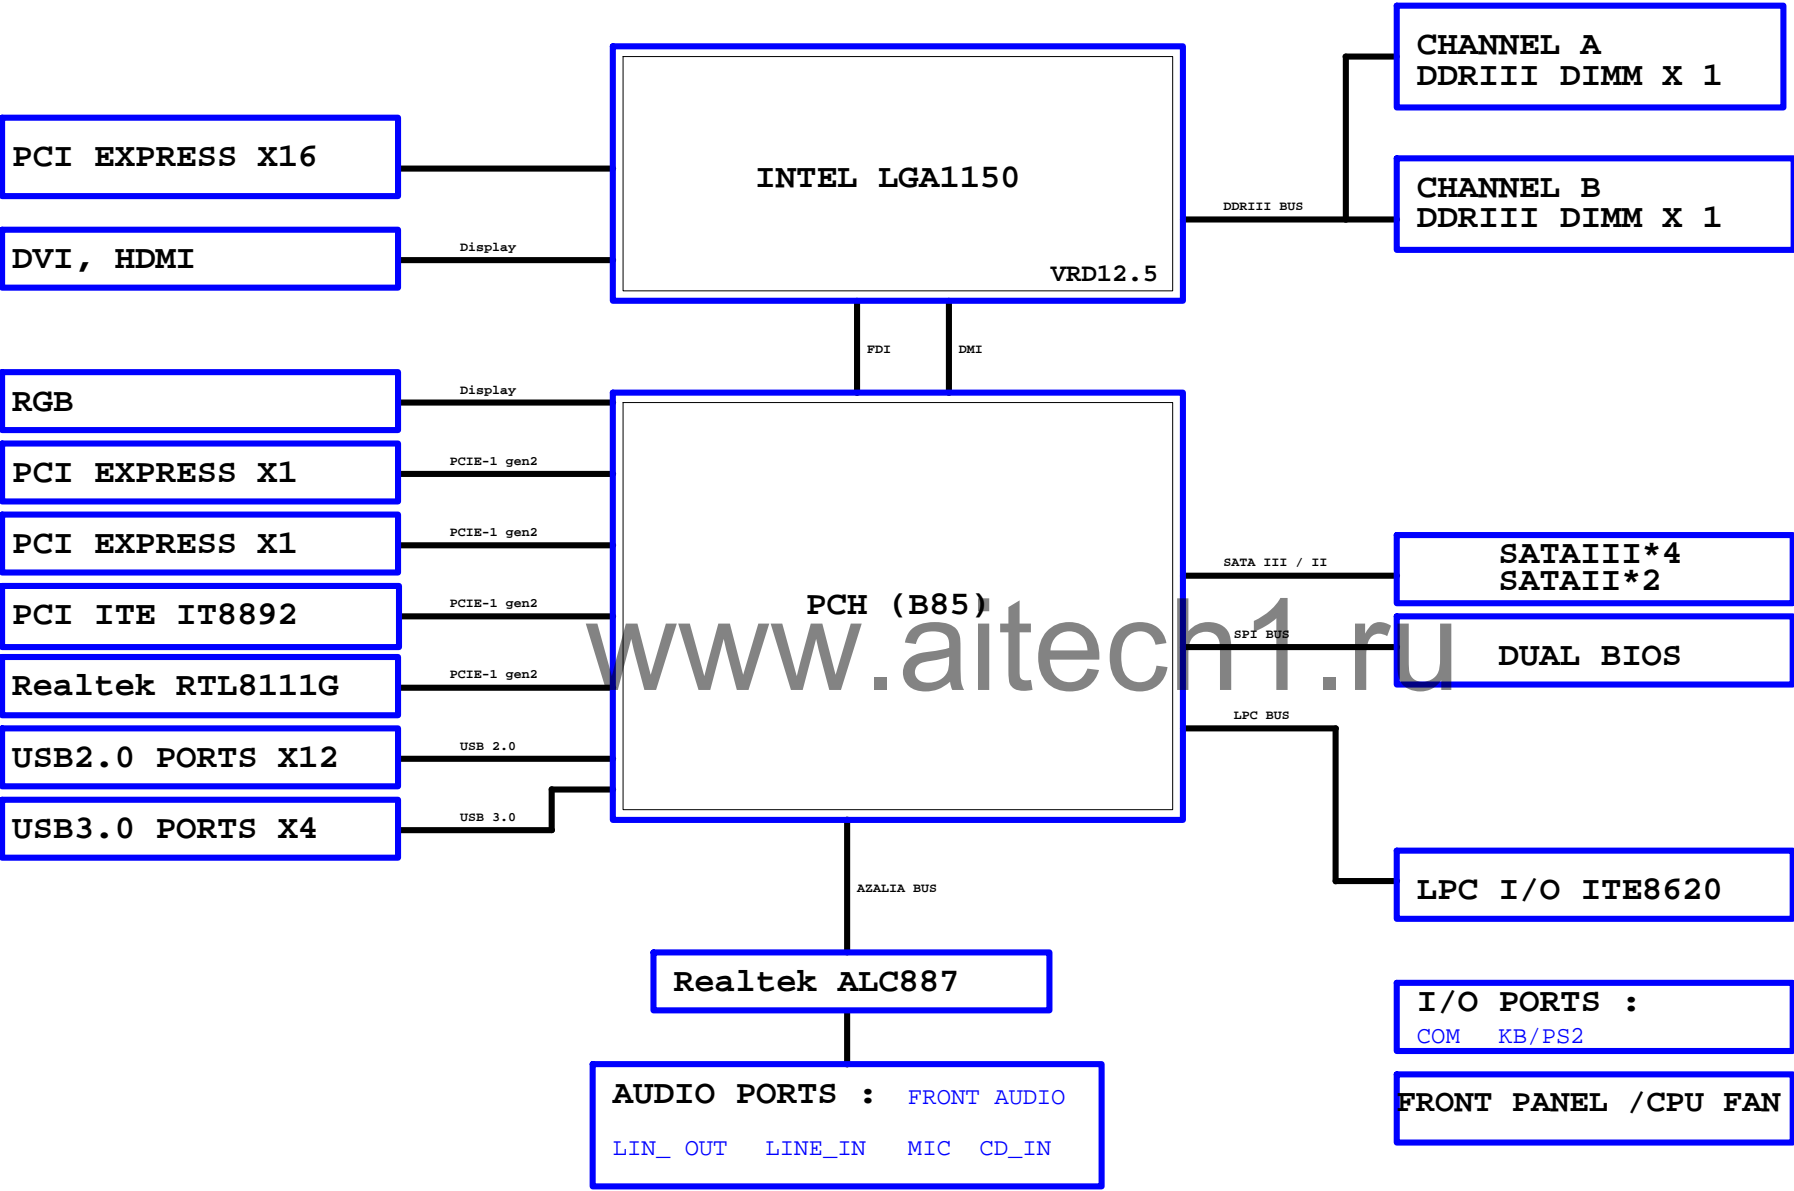 CHANNEL A
DDRIII DIMM X 1
PCI EXPRESS X16
INTEL LGA1150
CHANNEL B
DDRIII DIMM X 1
DDRIII BUS
DVI, HDMI
Display
VRD12.5
FDI
DMI
RGB
Display
PCI EXPRESS X1
PCIE-1 gen2
PCI EXPRESS X1
PCIE-1 gen2
SATA III / II
SATAIII*4
SATAII*2
PCI ITE IT8892
PCIE-1 gen2
PCH (B85)
www.aitech1.ru
SPI BUS
DUAL BIOS
Realtek RTL8111G
PCIE-1 gen2
LPC BUS
USB2.0 PORTS X12
USB 2.0
USB3.0 PORTS X4
USB 3.0
AZALIA BUS
LPC I/O ITE8620
Realtek ALC887
I/O PORTS :
COM KB/PS2
AUDIO PORTS : FRONT AUDIO
LIN_ OUT LINE_IN MIC CD_IN
FRONT PANEL /CPU FAN